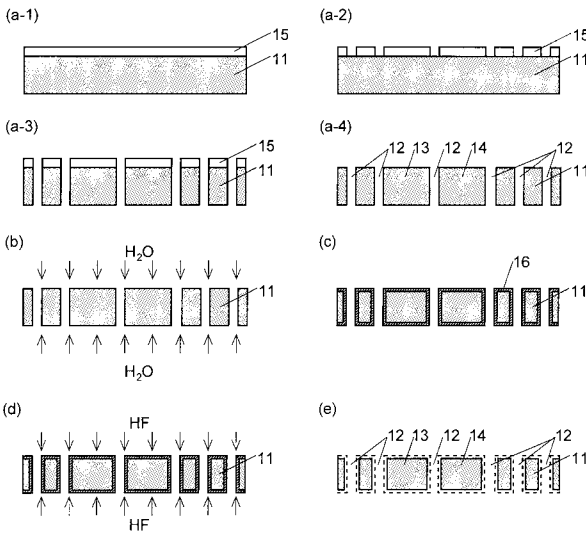 (a-1)
15
11
(a-2)
15
11
(a-3)
15
11
(a-4)
12 13 12 14 12
11
(b)
H₂O
11
H₂O
(c)
16
11
(d)
HF
11
HF
(e)
12 13 12 14 12
11